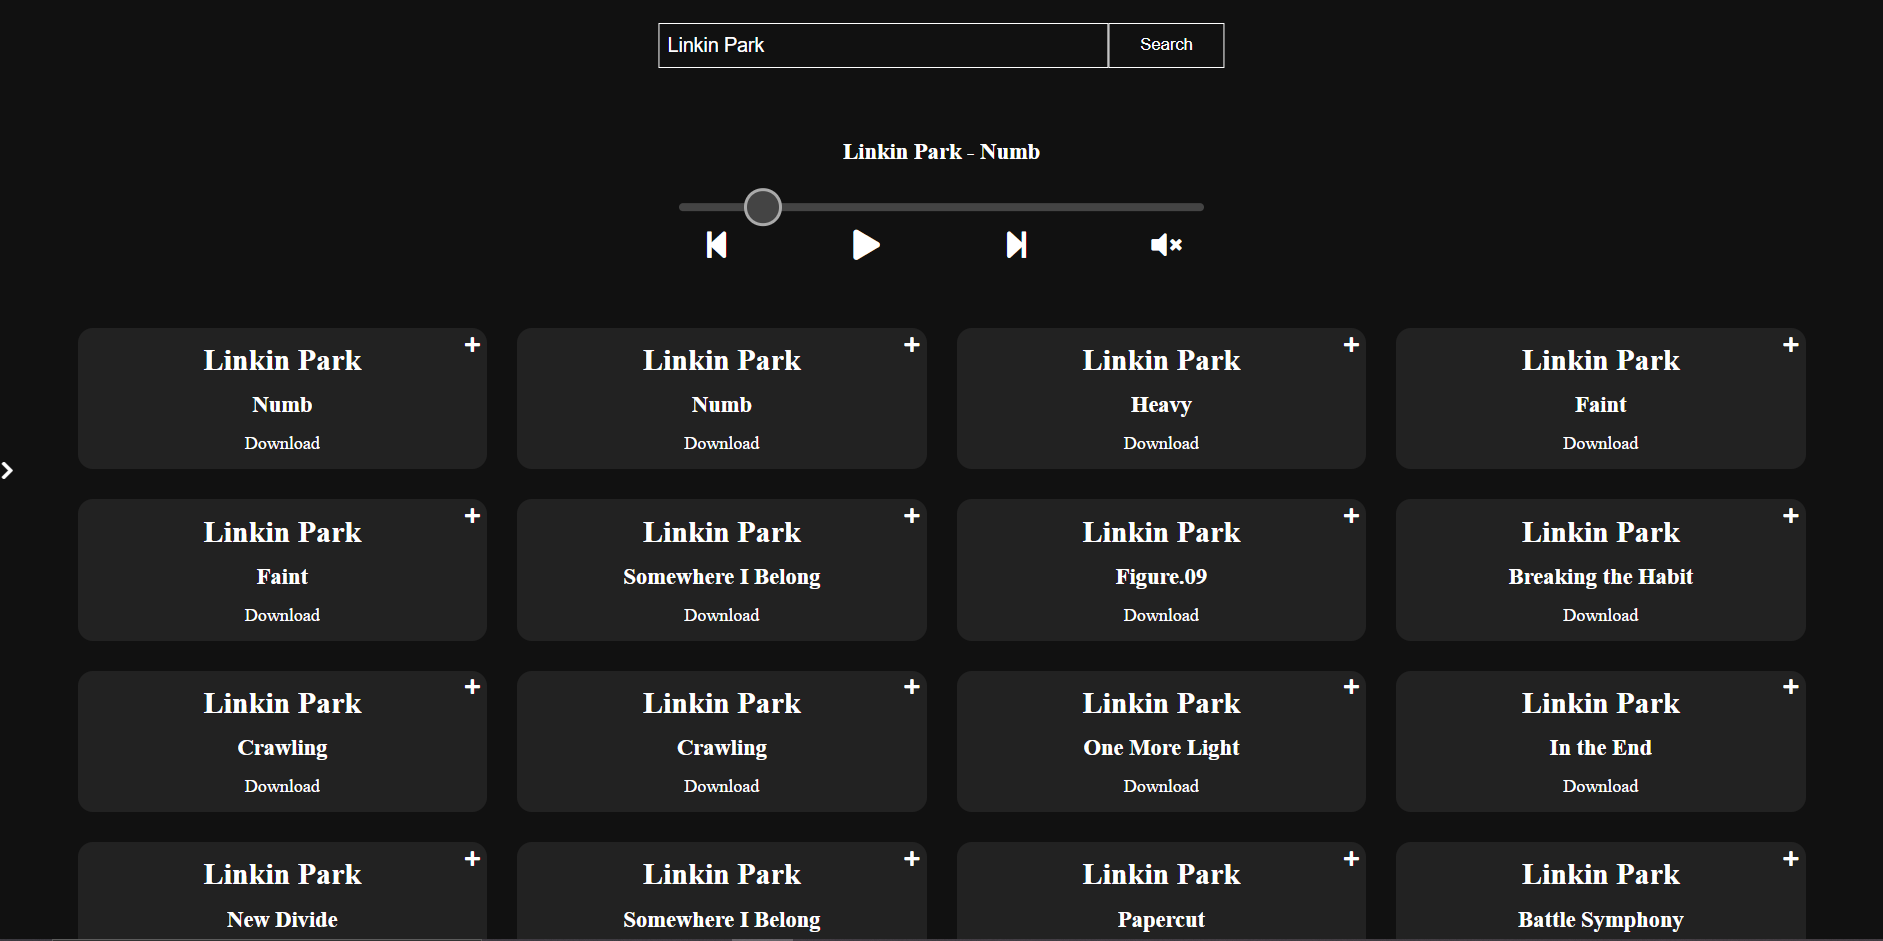 Linkin Park
Search
Linkin Park - Numb
Linkin Park
Numb
Download
Linkin Park
Numb
Download
Linkin Park
Heavy
Download
Linkin Park
Faint
Download
Linkin Park
Faint
Download
Linkin Park
Somewhere I Belong
Download
Linkin Park
Figure.09
Download
Linkin Park
Breaking the Habit
Download
Linkin Park
Crawling
Download
Linkin Park
Crawling
Download
Linkin Park
One More Light
Download
Linkin Park
In the End
Download
Linkin Park
New Divide
Linkin Park
Somewhere I Belong
Linkin Park
Papercut
Linkin Park
Battle Symphony